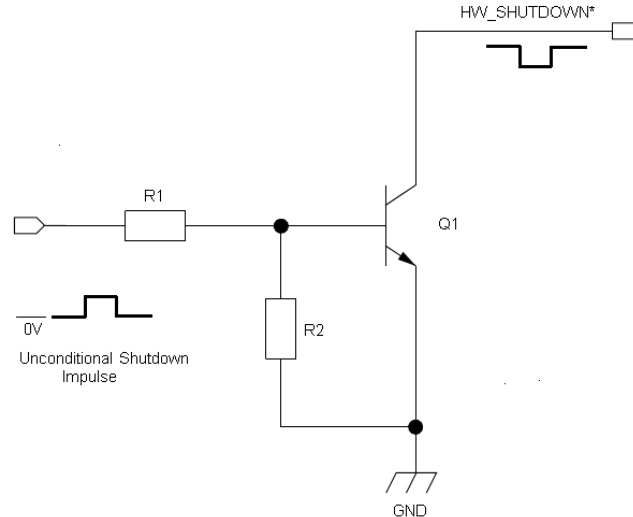 HW_SHUTDOWN*
R1
Q1
0V
R2
Unconditional Shutdown
Impulse
GND